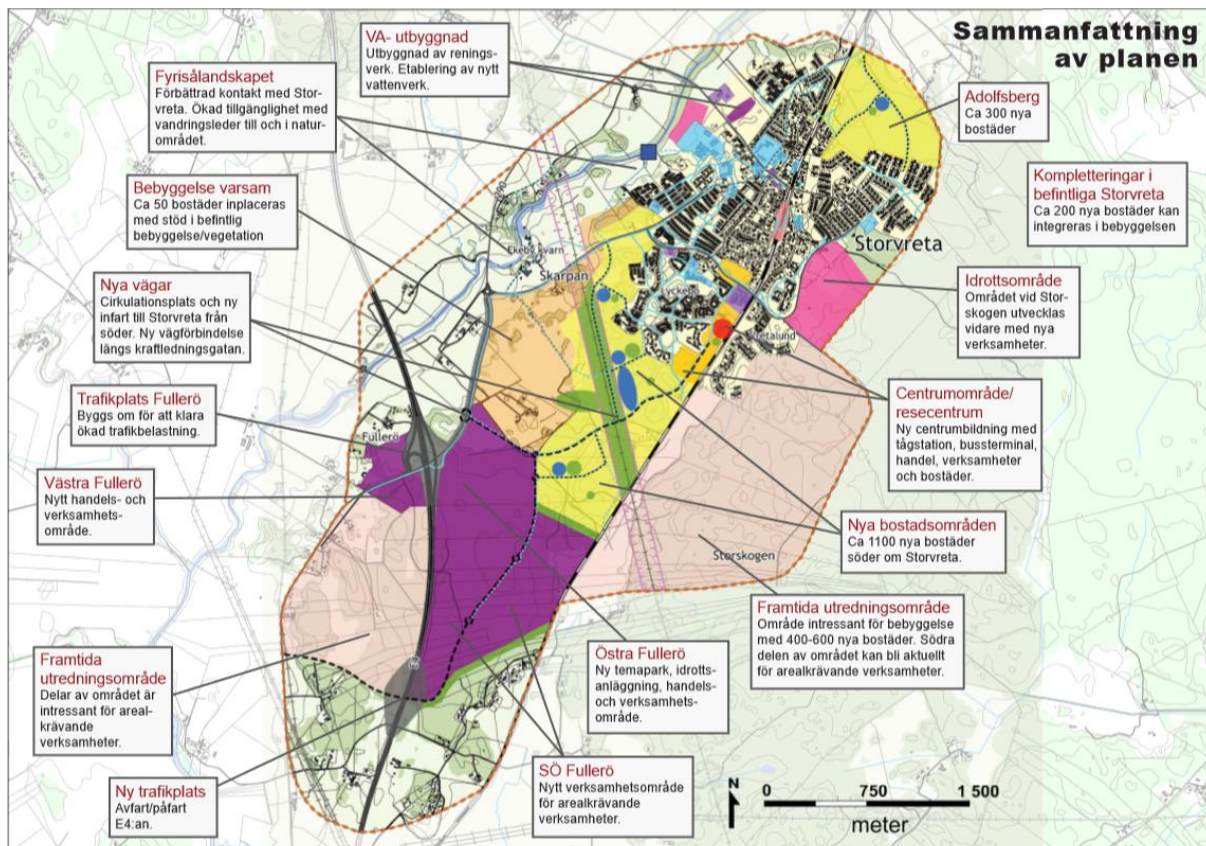 Sammanfattning
av planen
VA- utbyggnad
Utbyggnad av renings-
verk. Etablering av nytt
vattenverk.
Fyrisålandskapet
Förbättrad kontakt med Stor-
vreta. Ökad tillgänglighet med
vandringsleder till och i natur-
området.
Bebyggelse varsam
Ca 50 bostäder inplaceras
med stöd i befintlig
bebyggelse/vegetation
Nya vägar
Cirkulationsplats och ny
infart till Storvreta från
söder. Ny vägförbindelse
längs kraftledningsgatan.
Trafikplats Fullerö
Byggs om för att klara
ökad trafikbelastning.
Västra Fullerö
Nytt handels- och
verksamhets-
område.
Framtida
utredningsområde
Delar av området är
intressant för areal-
krävande
verksamheter.
Ny trafikplats
Avfart/påfart
E4:an.
Adolfsberg
Ca 300 nya
bostäder
Kompletteringar i
befintliga Storvreta
Ca 200 nya bostäder kan
integreras i bebyggelsen
Idrottsområde
Området vid Stor-
skogen utvecklas
vidare med nya
verksamheter.
Centrumområde/
resecentrum
Ny centrumbildning med
tågstation, bussterminal,
handel, verksamheter
och bostäder.
Nya bostadsområden
Ca 1100 nya bostäder
söder om Storvreta.
Framtida utredningsområde
Område intressant för bebyggelse
med 400-600 nya bostäder. Södra
delen av området kan bli aktuellt
för arealkrävande verksamheter.
Östra Fullerö
Ny temapark, idrotts-
anläggning, handels-
och verksamhets-
område.
SÖ Fullerö
Nytt verksamhetsområde
för arealkrävande
verksamheter.
Storvreta
Ekeby kvarn
Skarpan
Fullerö
Storskogen
N
0 750 1 500
meter